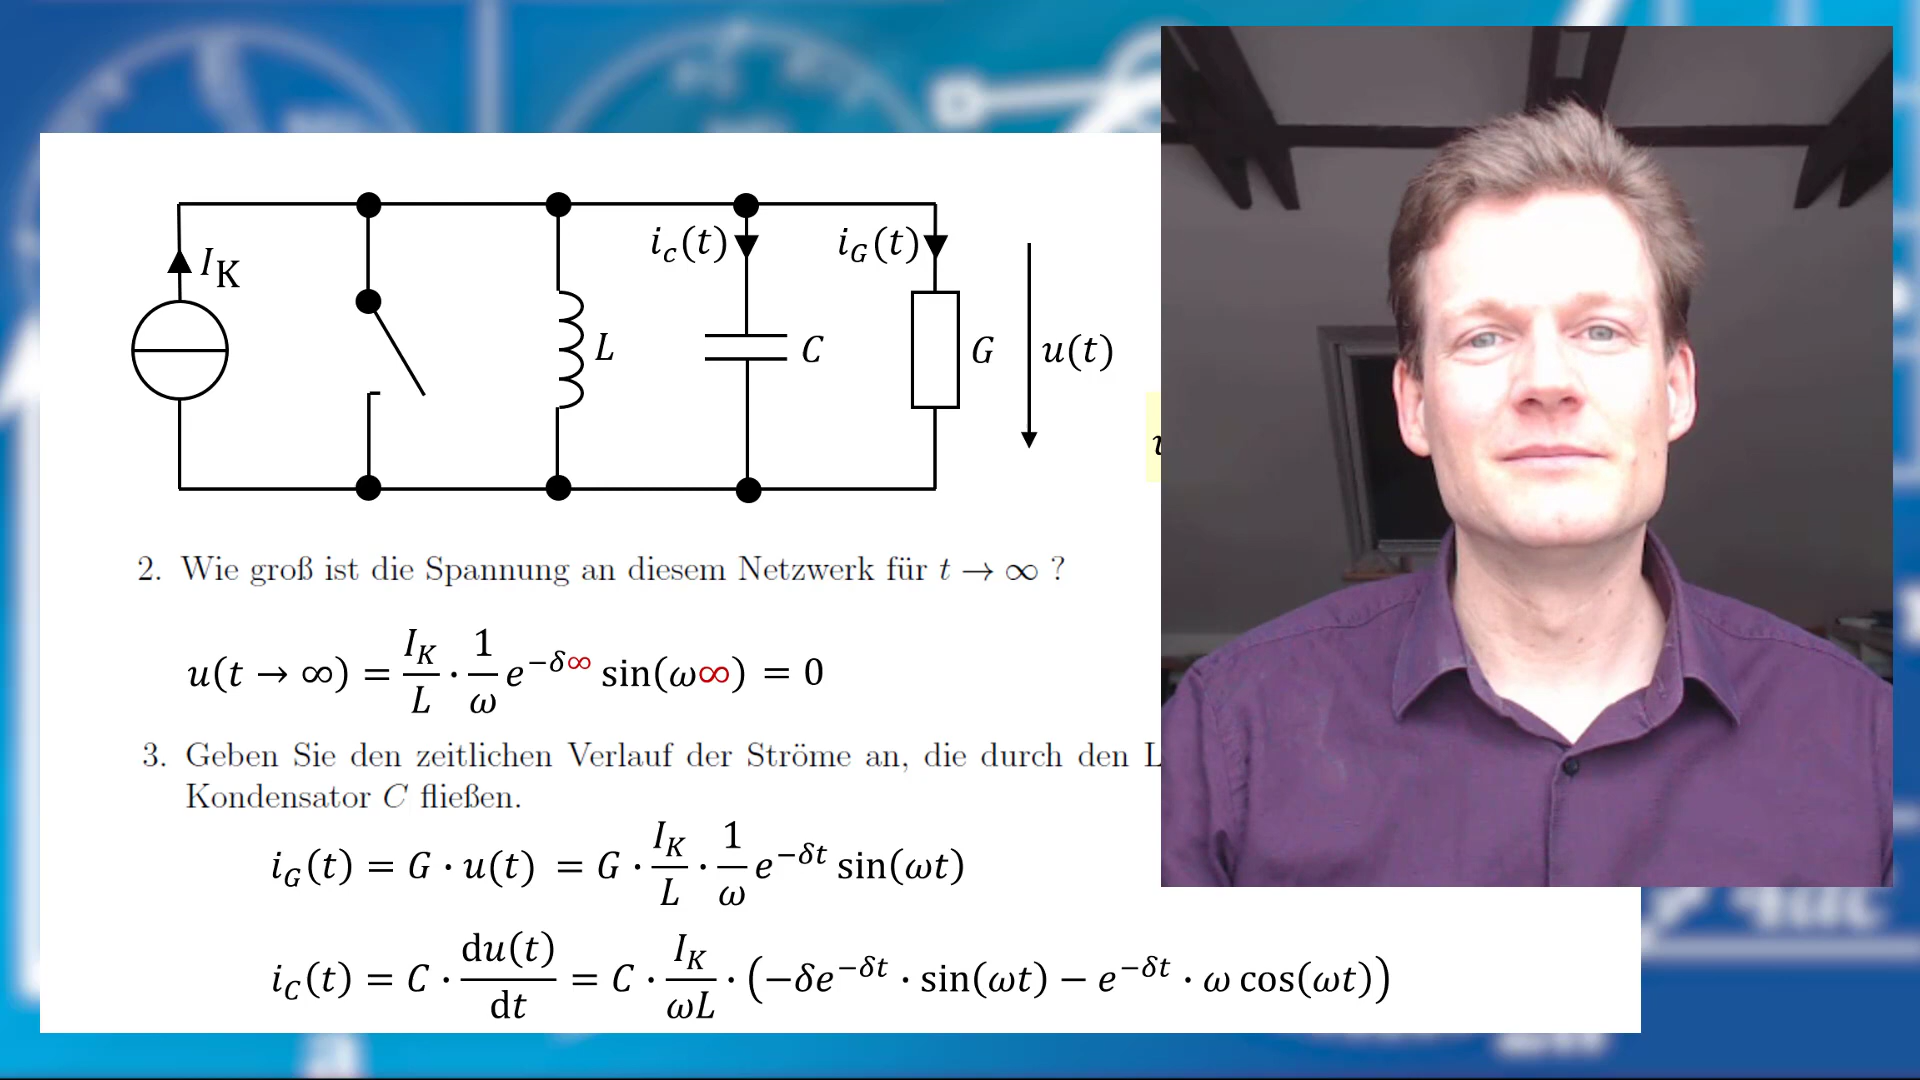 I_K
i_c(t)
i_G(t)
L
C
G
u(t)
2. Wie groß ist die Spannung an diesem Netzwerk für t → ∞ ?
u(t → ∞) = I_K/L · 1/ω e^{−δ∞} sin(ω∞) = 0
3. Geben Sie den zeitlichen Verlauf der Ströme an, die durch den L
Kondensator C fließen.
i_G(t) = G · u(t) = G · I_K/L · 1/ω e^{−δt} sin(ωt)
i_C(t) = C · du(t)/dt = C · I_K/ωL · (−δe^{−δt} · sin(ωt) − e^{−δt} · ω cos(ωt))